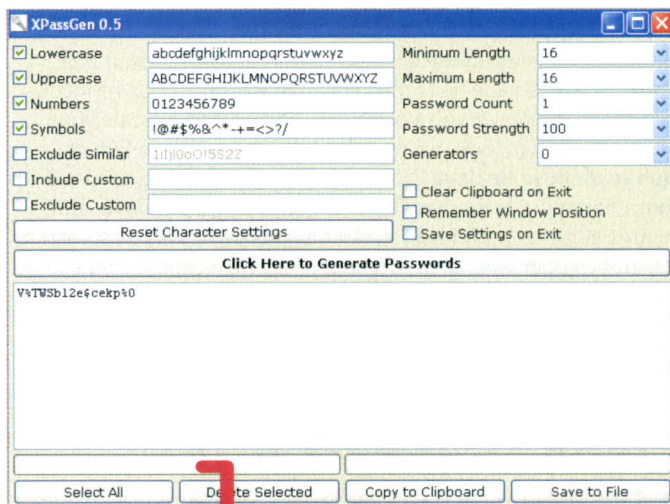 XPassGen 0.5
Lowercase abcdefghijklmnopqrstuvwxyz Minimum Length 16
Uppercase ABCDEFGHIJKLMNOPQRSTUVWXYZ Maximum Length 16
Numbers 0123456789 Password Count 1
Symbols !@#$%&^*-+=<>?/ Password Strength 100
Exclude Similar 1iIjl0oO!5S2Z Generators 0
Include Custom Clear Clipboard on Exit
Exclude Custom Remember Window Position
Reset Character Settings Save Settings on Exit
Click Here to Generate Passwords
V%TWSb12e$cekp%0
Select All Delete Selected Copy to Clipboard Save to File